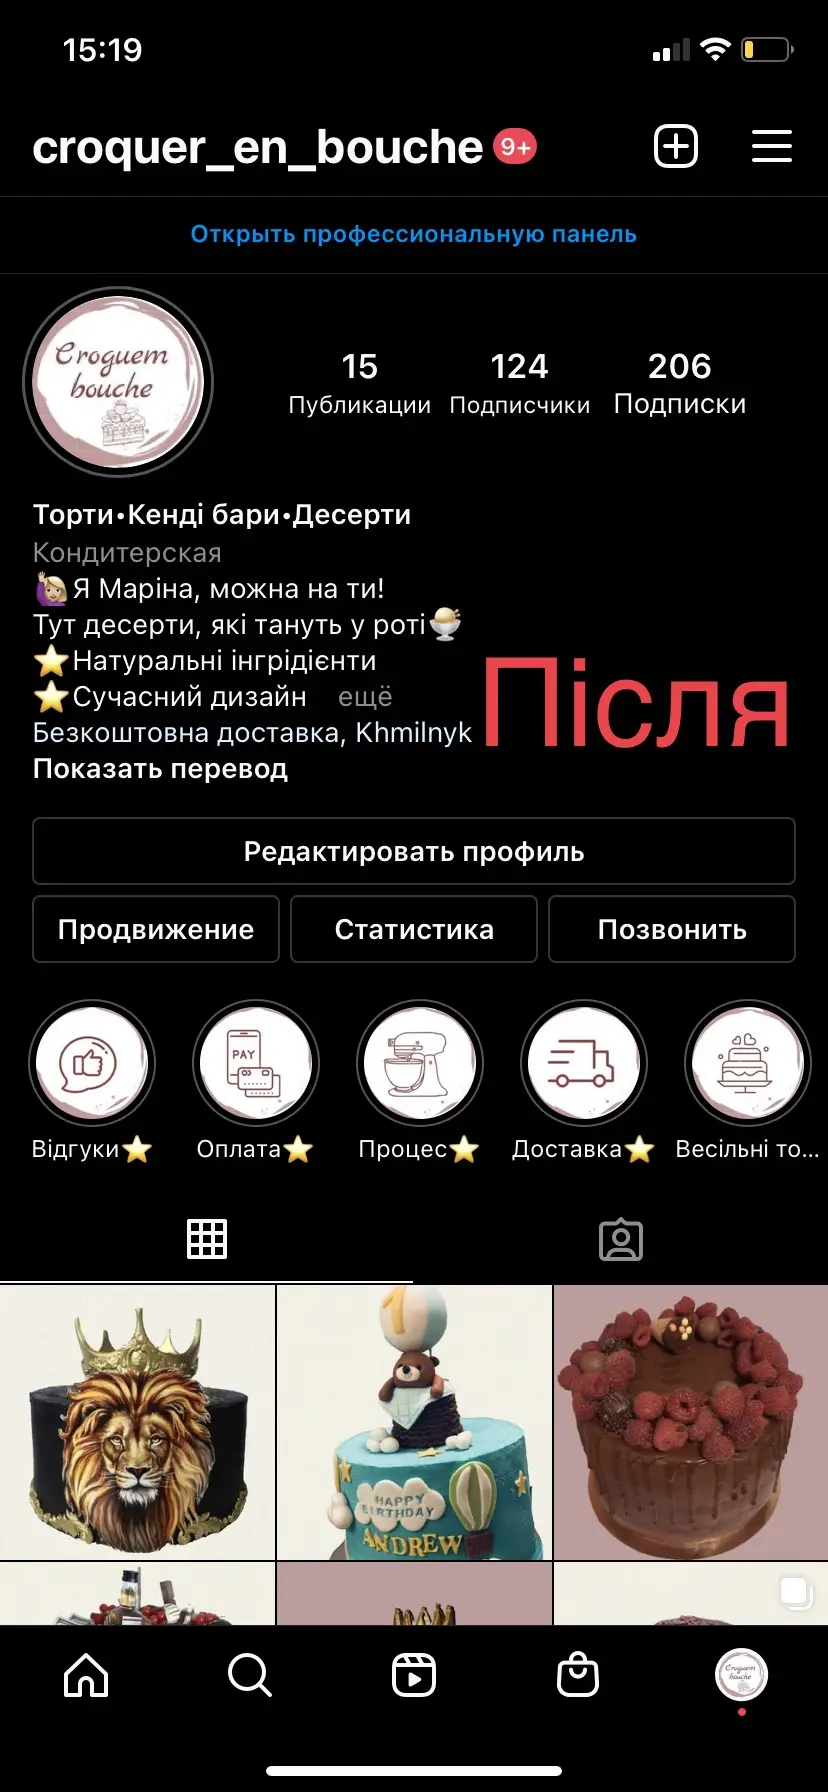 15:19
croquer_en_bouche 9+
Открыть профессиональную панель
Croquem
bouche
15 124 206
Публикации Подписчики Подписки
Торти•Кенді бари•Десерти
Кондитерская
🙋🏼‍♀️Я Маріна, можна на ти!
Тут десерти, які тануть у роті🍨
⭐Натуральні інгрідієнти
⭐Сучасний дизайн ещё
Безкоштовна доставка, Khmilnyk
Після
Показать перевод
Редактировать профиль
Продвижение Статистика Позвонить
PAY
Відгуки⭐ Оплата⭐ Процес⭐ Доставка⭐ Весільні то...
1
HAPPY
BIRTHDAY
ANDREW
Croquem
bouche